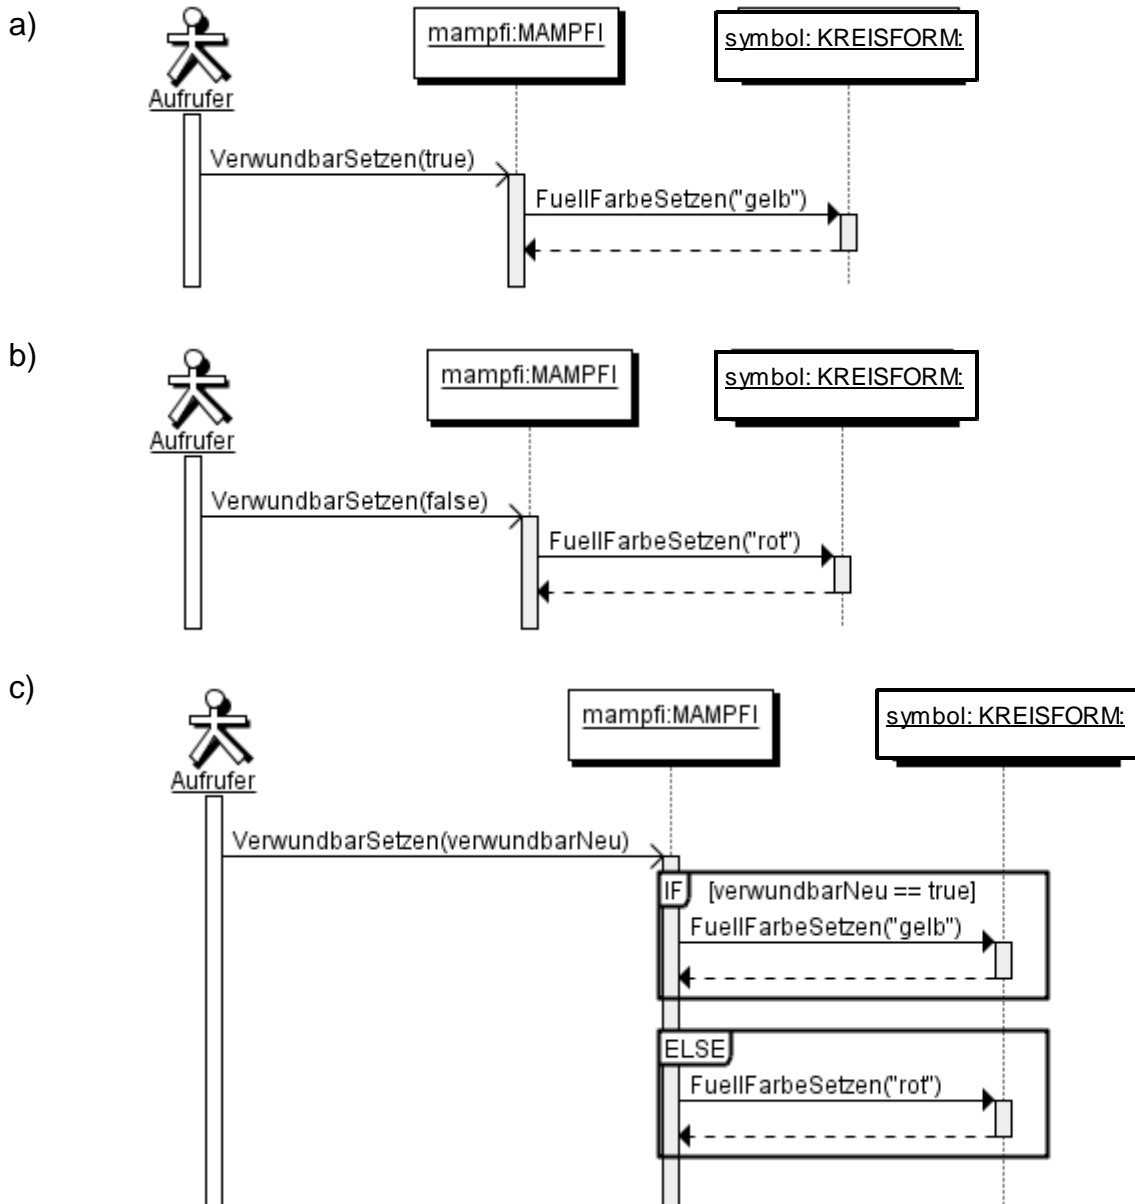 a)
mampfi:MAMPFI
symbol: KREISFORM:
Aufrufer
VerwundbarSetzen(true)
FuellFarbeSetzen("gelb")
b)
mampfi:MAMPFI
symbol: KREISFORM:
Aufrufer
VerwundbarSetzen(false)
FuellFarbeSetzen("rot")
c)
mampfi:MAMPFI
symbol: KREISFORM:
Aufrufer
VerwundbarSetzen(verwundbarNeu)
IF [verwundbarNeu == true]
FuellFarbeSetzen("gelb")
ELSE
FuellFarbeSetzen("rot")